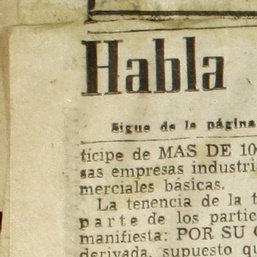 Habla
Sigue de la página
ticipe de MAS DE 10
sas empresas industri
merciales básicas.
La tenencia de la t
parte de los partic
manifiesta: POR SU
derivada, supuesto qu